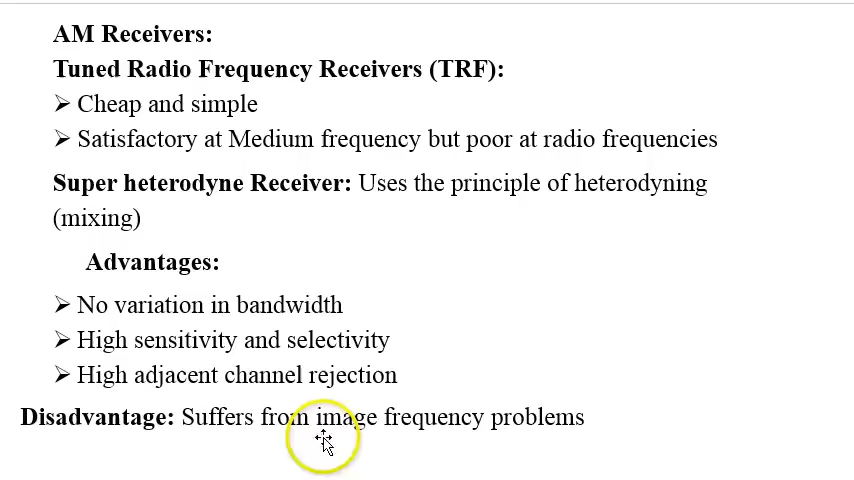 AM Receivers:
Tuned Radio Frequency Receivers (TRF):
➢ Cheap and simple
➢ Satisfactory at Medium frequency but poor at radio frequencies
Super heterodyne Receiver: Uses the principle of heterodyning
(mixing)
Advantages:
➢ No variation in bandwidth
➢ High sensitivity and selectivity
➢ High adjacent channel rejection
Disadvantage: Suffers from image frequency problems